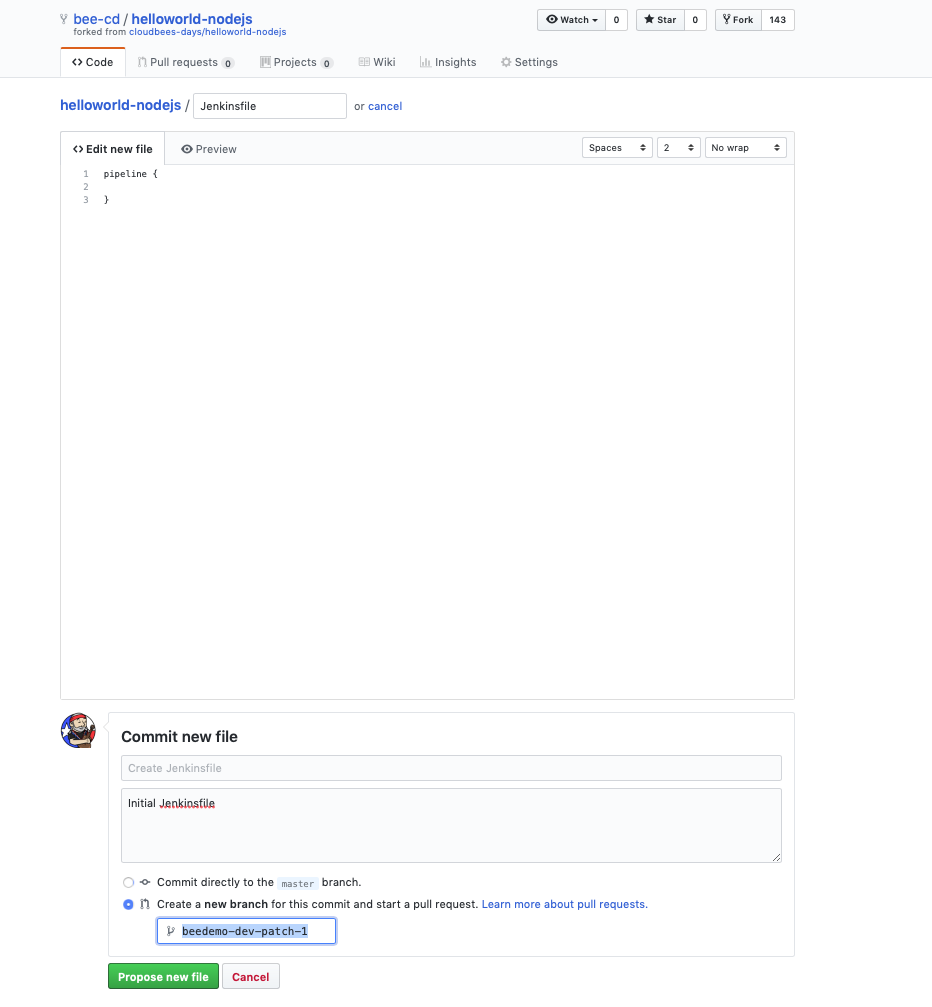 bee-cd / helloworld-nodejs
Watch 0 Star 0 Fork 143
forked from cloudbees-days/helloworld-nodejs
Code Pull requests 0 Projects 0 Wiki Insights Settings
helloworld-nodejs / Jenkinsfile or cancel
Edit new file Preview Spaces 2 No wrap
1 pipeline {
2
3 }
Commit new file
Create Jenkinsfile
Initial Jenkinsfile
Commit directly to the master branch.
Create a new branch for this commit and start a pull request. Learn more about pull requests.
beedemo-dev-patch-1
Propose new file Cancel